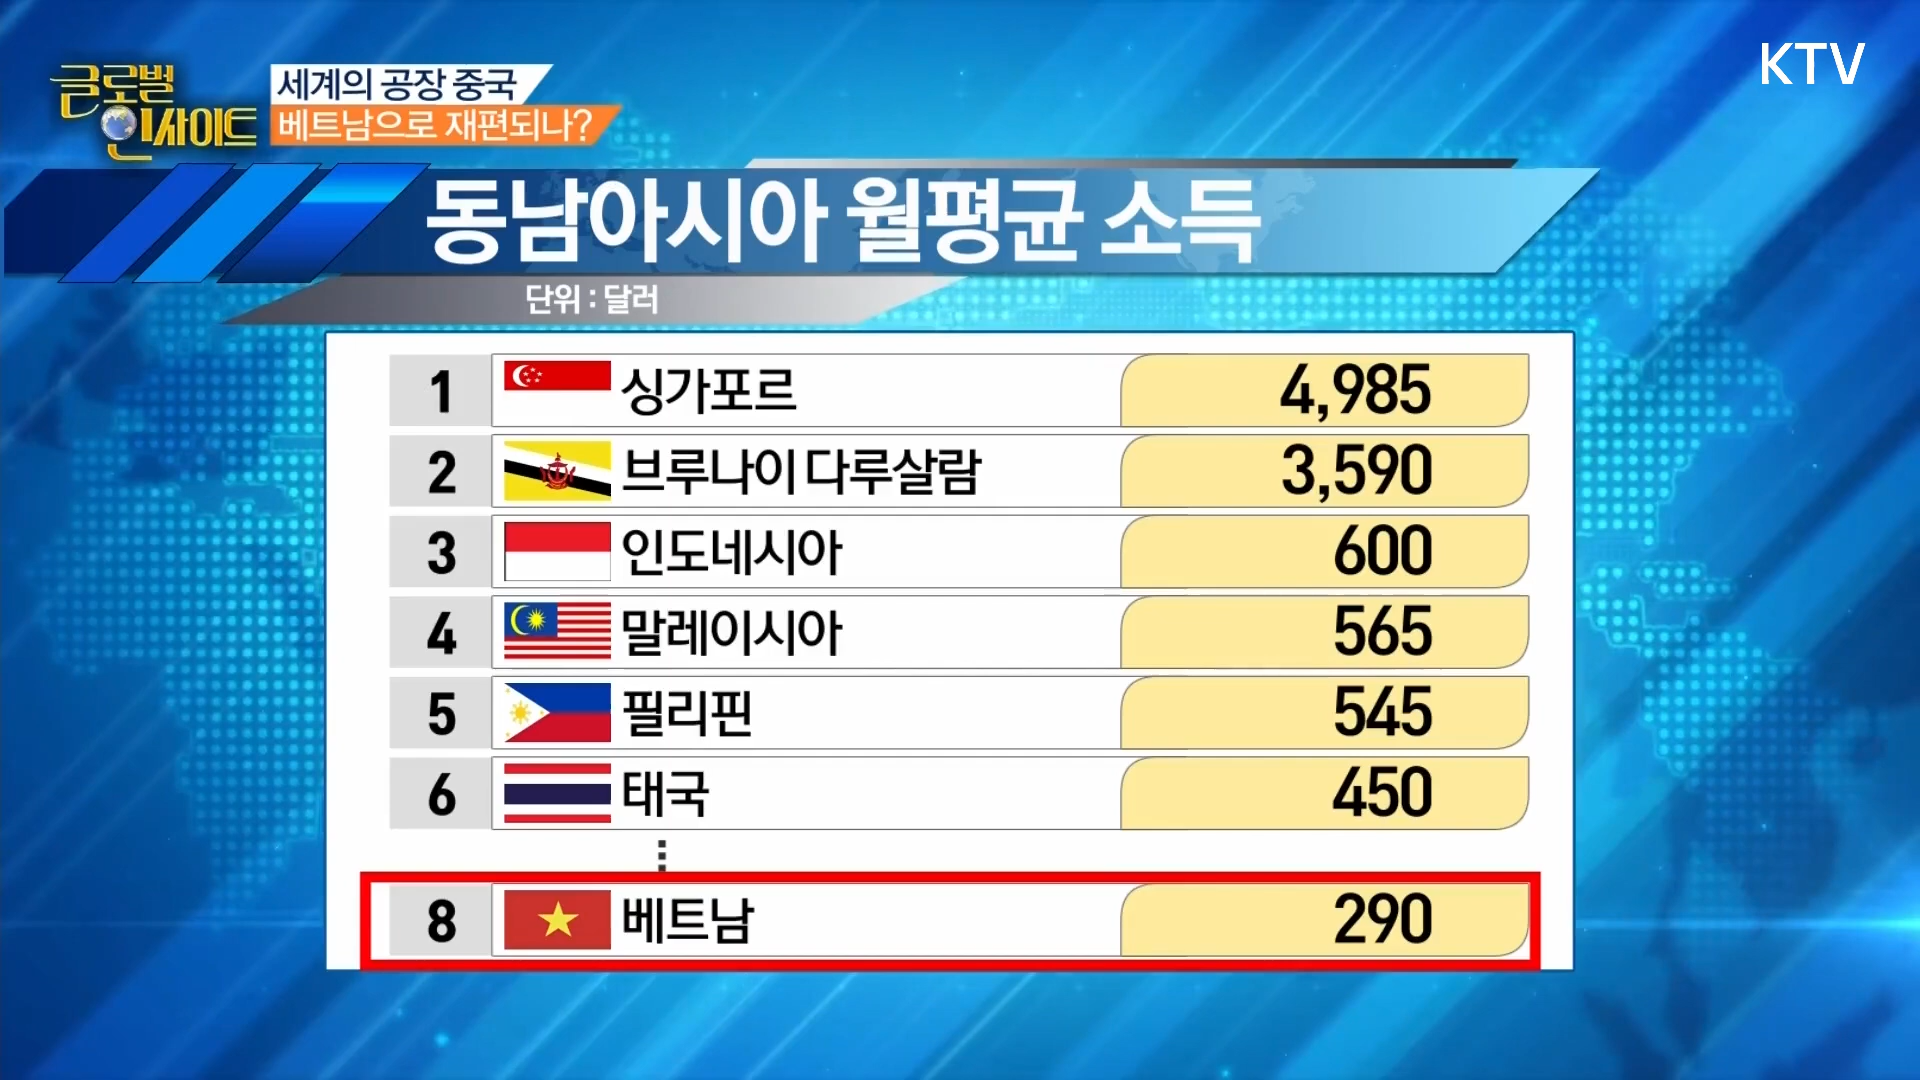 글로벌
인사이트
세계의 공장 중국
베트남으로 재편되나?
KTV
동남아시아 월평균 소득
단위 : 달러
1 싱가포르 4,985
2 브루나이 다루살람 3,590
3 인도네시아 600
4 말레이시아 565
5 필리핀 545
6 태국 450
⋮
8 베트남 290